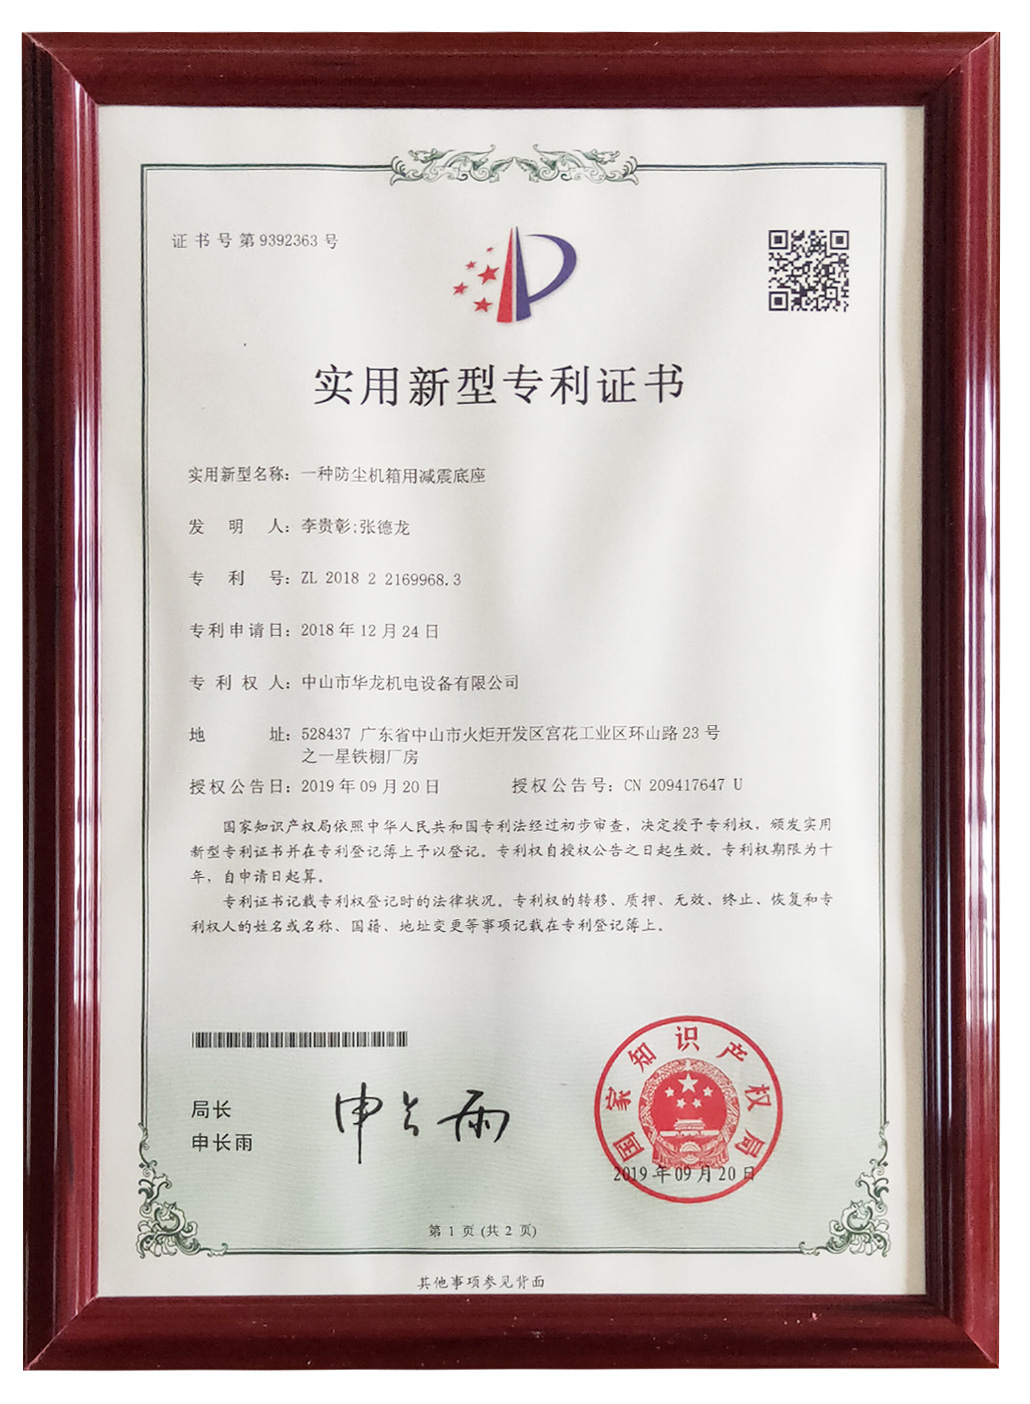 证书号第9392363号
实用新型专利证书
实用新型名称：一种防尘机箱用减震底座
发明人：李贵彰;张德龙
专利号：ZL 2018 2 2169968.3
专利申请日：2018年12月24日
专利权人：中山市华龙机电设备有限公司
地址：528437 广东省中山市火炬开发区宫花工业区环山路23号
之一星铁棚厂房
授权公告日：2019年09月20日 授权公告号：CN 209417647 U
国家知识产权局依照中华人民共和国专利法经过初步审查，决定授予专利权，颁发实用
新型专利证书并在专利登记簿上予以登记。专利权自授权公告之日起生效。专利权期限为十
年，自申请日起算。
专利证书记载专利权登记时的法律状况。专利权的转移、质押、无效、终止、恢复和专
利权人的姓名或名称、国籍、地址变更等事项记载在专利登记簿上。
局长
申长雨
申长雨
国家知识产权局
2019年09月20日
第 1 页 (共 2 页)
其他事项参见背面